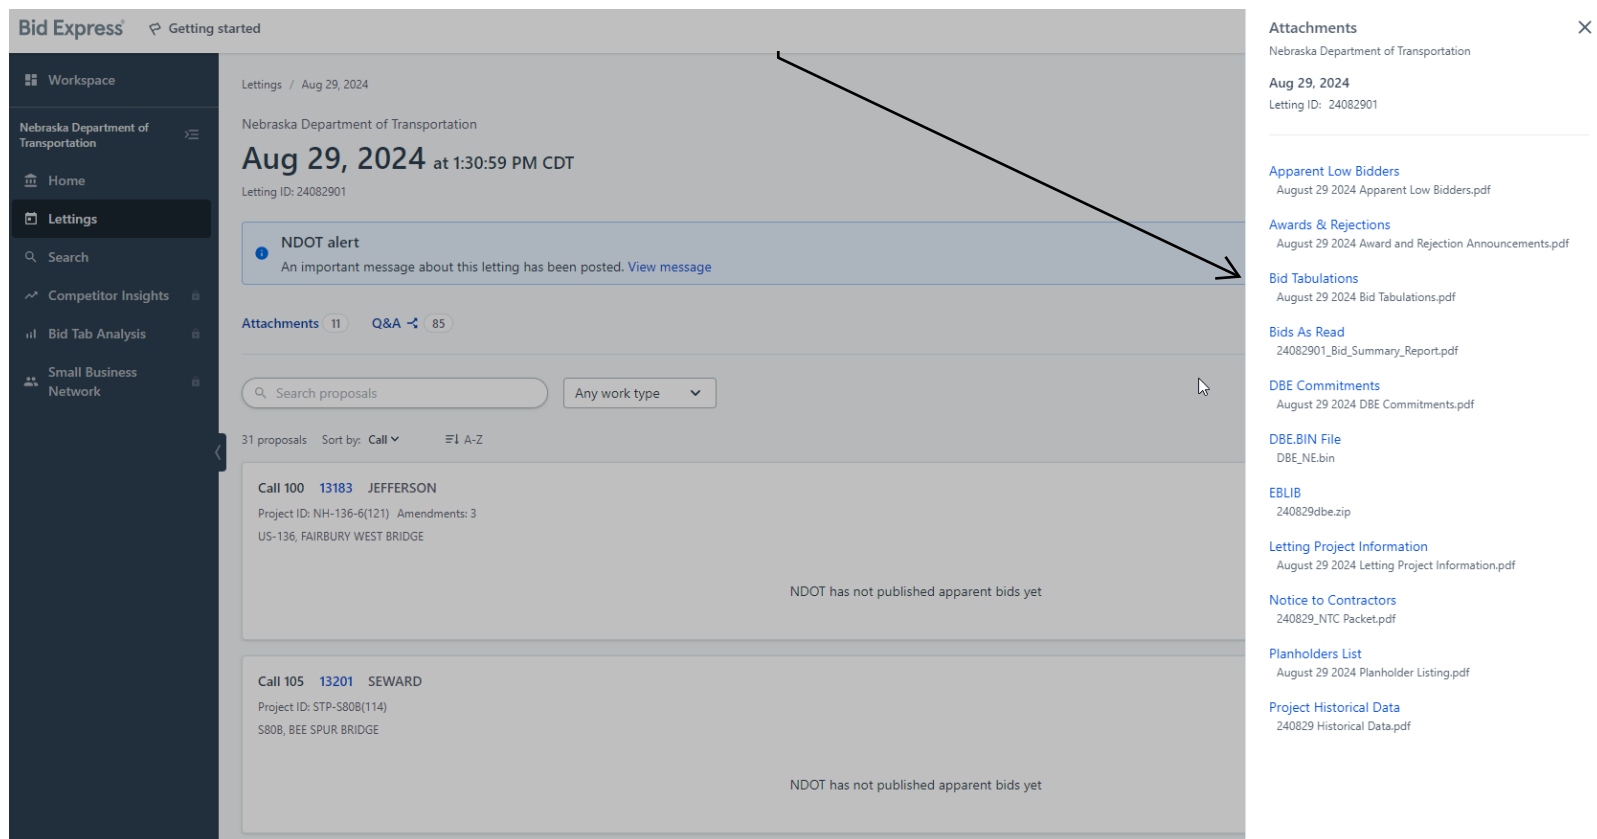 Bid Express
Getting started
Workspace
Nebraska Department of
Transportation
Home
Lettings
Search
Competitor Insights
Bid Tab Analysis
Small Business
Network
Lettings / Aug 29, 2024
Nebraska Department of Transportation
Aug 29, 2024 at 1:30:59 PM CDT
Letting ID: 24082901
NDOT alert
An important message about this letting has been posted. View message
Attachments 11 Q&A 85
Search proposals
Any work type
31 proposals Sort by: Call A-Z
Call 100 13183 JEFFERSON
Project ID: NH-136-6(121) Amendments: 3
US-136, FAIRBURY WEST BRIDGE
NDOT has not published apparent bids yet
Call 105 13201 SEWARD
Project ID: STP-S80B(114)
S80B, BEE SPUR BRIDGE
NDOT has not published apparent bids yet
Attachments
Nebraska Department of Transportation
Aug 29, 2024
Letting ID: 24082901
Apparent Low Bidders
August 29 2024 Apparent Low Bidders.pdf
Awards & Rejections
August 29 2024 Award and Rejection Announcements.pdf
Bid Tabulations
August 29 2024 Bid Tabulations.pdf
Bids As Read
24082901_Bid_Summary_Report.pdf
DBE Commitments
August 29 2024 DBE Commitments.pdf
DBE.BIN File
DBE_NE.bin
EBLIB
240829dbe.zip
Letting Project Information
August 29 2024 Letting Project Information.pdf
Notice to Contractors
240829_NTC Packet.pdf
Planholders List
August 29 2024 Planholder Listing.pdf
Project Historical Data
240829 Historical Data.pdf